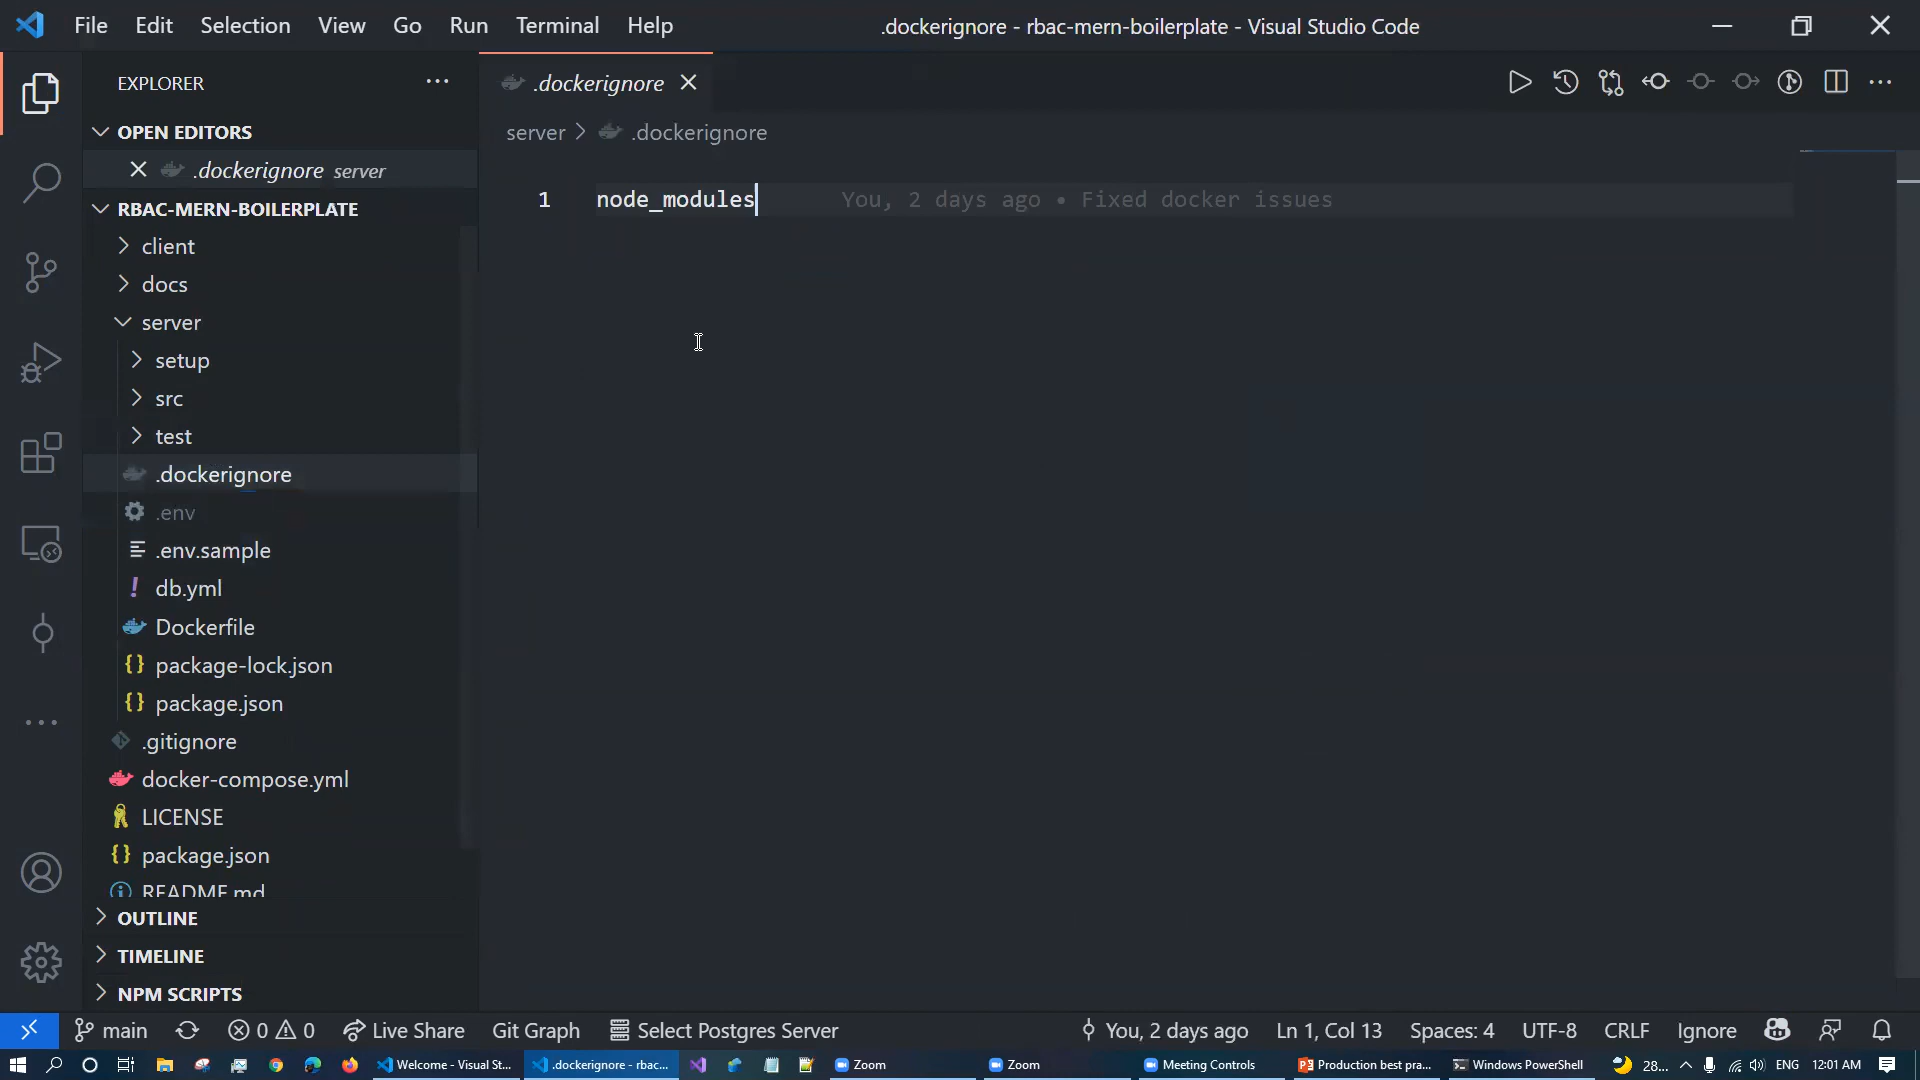 File Edit Selection View Go Run Terminal Help
.dockerignore - rbac-mern-boilerplate - Visual Studio Code
EXPLORER
OPEN EDITORS
.dockerignore server
RBAC-MERN-BOILERPLATE
client
docs
server
setup
src
test
.dockerignore
.env
.env.sample
db.yml
Dockerfile
package-lock.json
package.json
.gitignore
docker-compose.yml
LICENSE
package.json
README.md
OUTLINE
TIMELINE
NPM SCRIPTS
.dockerignore
server > .dockerignore
1 node_modules You, 2 days ago • Fixed docker issues
main 0 0 Live Share Git Graph Select Postgres Server You, 2 days ago Ln 1, Col 13 Spaces: 4 UTF-8 CRLF Ignore
Welcome - Visual St... .dockerignore - rbac... Zoom Zoom Meeting Controls Production best pra... Windows PowerShell 28... ENG 12:01 AM